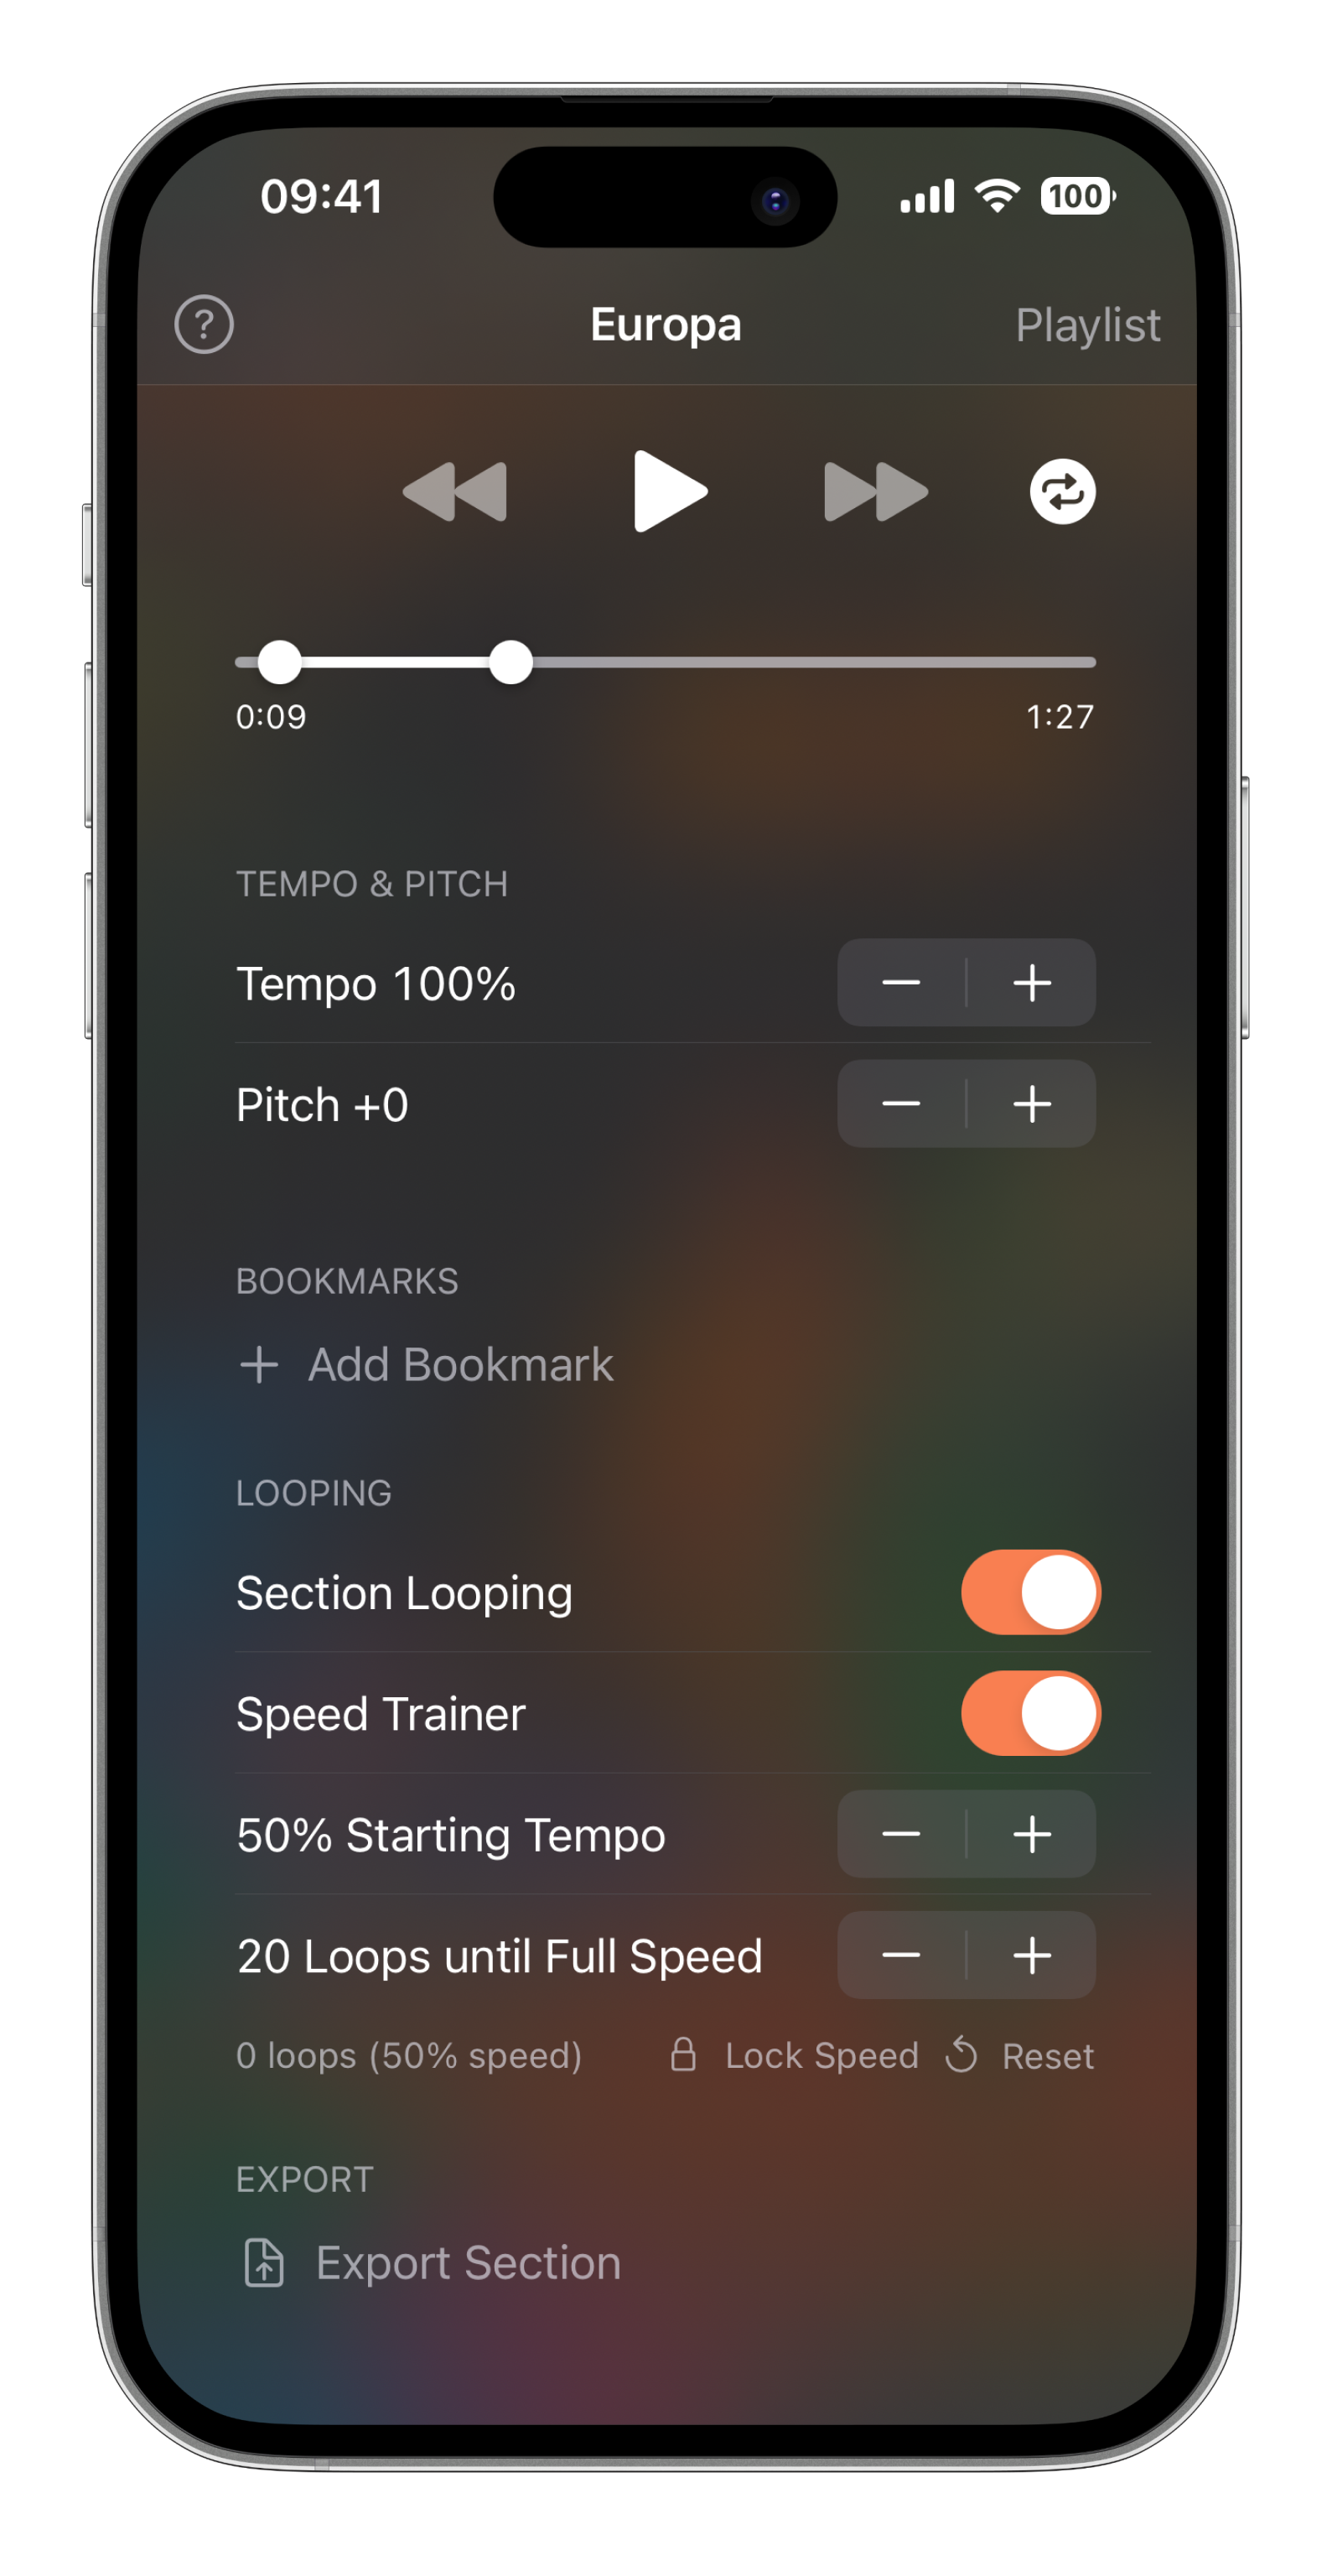 09:41
100
?
Europa
Playlist
0:09
1:27
TEMPO & PITCH
Tempo 100%
Pitch +0
BOOKMARKS
+ Add Bookmark
LOOPING
Section Looping
Speed Trainer
50% Starting Tempo
20 Loops until Full Speed
0 loops (50% speed) Lock Speed Reset
EXPORT
Export Section